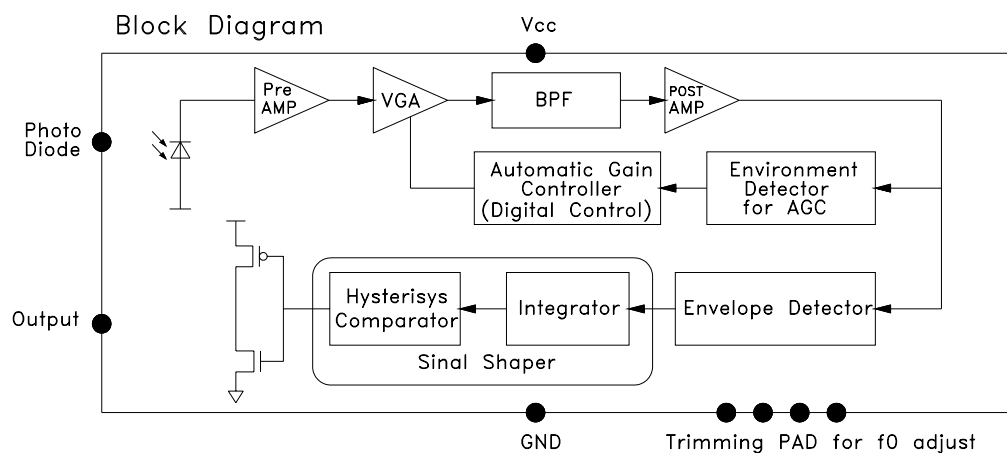 Block Diagram
Vcc
Pre
AMP
VGA
BPF
POST
AMP
Photo
Diode
Automatic Gain
Controller
(Digital Control)
Environment
Detector
for AGC
Output
Hysterisys
Comparator
Integrator
Envelope Detector
Sinal Shaper
GND
Trimming PAD for f0 adjust